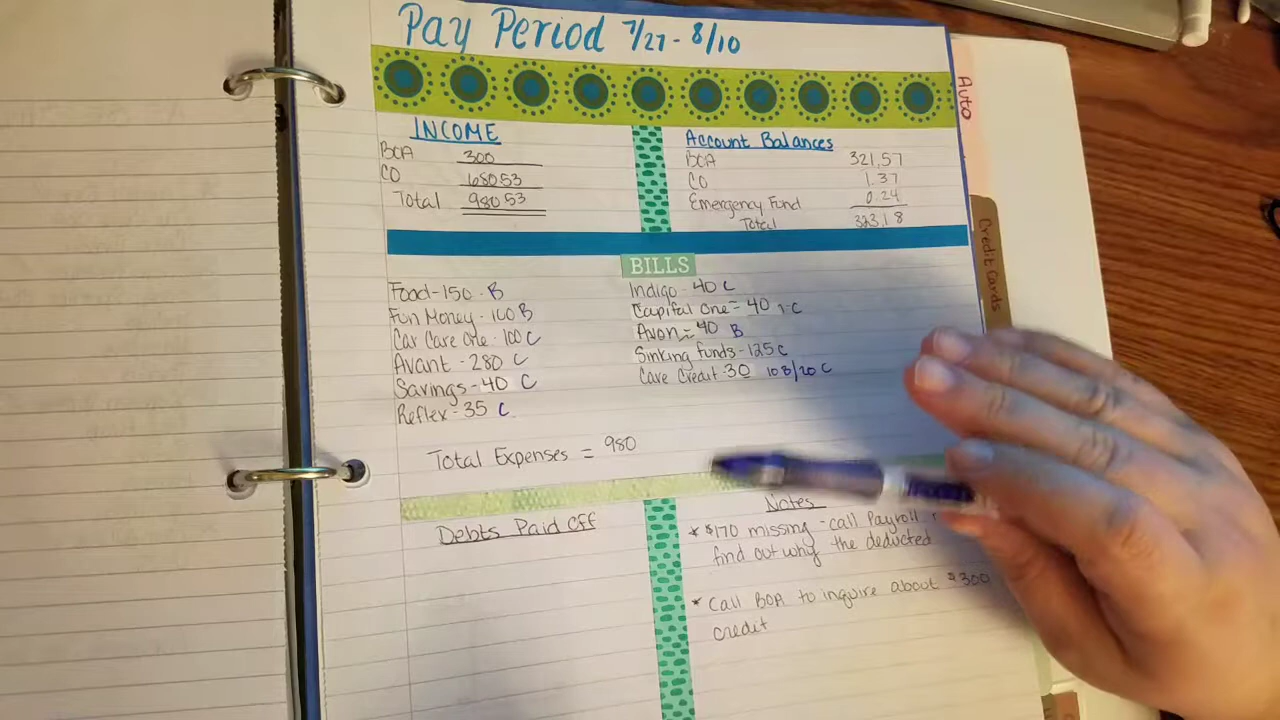 Pay Period 7/27 - 8/10
INCOME
BOA 300
CO 680 53
Total 980 53
Account Balances
BOA 321.57
CO 1.37
Emergency Fund 0.24
Total 323.18
BILLS
Food - 150 - B
Fun Money - 100 B
Car Care One - 100 C
Avant - 280 C
Savings - 40 C
Reflex - 35 C
Indigo - 40 C
Capital One = 40 C
Avon = 40 B
Sinking funds - 125 C
Care Credit - 30 C
Total Expenses = 980
Debts Paid Off
Notes
* $170 missing - call Payroll
find out why the deducted
* Call BOA to inquire about $300
credit
Auto
Credit Cards